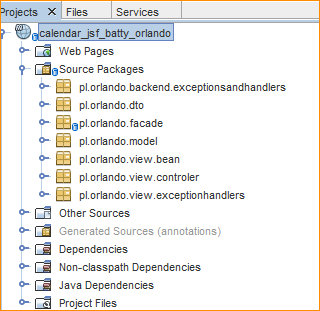 Projects × Files Services
calendar_jsf_batty_orlando
Web Pages
Source Packages
pl.orlando.backend.exceptionsandhandlers
pl.orlando.dto
pl.orlando.facade
pl.orlando.model
pl.orlando.view.bean
pl.orlando.view.controler
pl.orlando.view.exceptionhandlers
Other Sources
Generated Sources (annotations)
Dependencies
Non-classpath Dependencies
Java Dependencies
Project Files